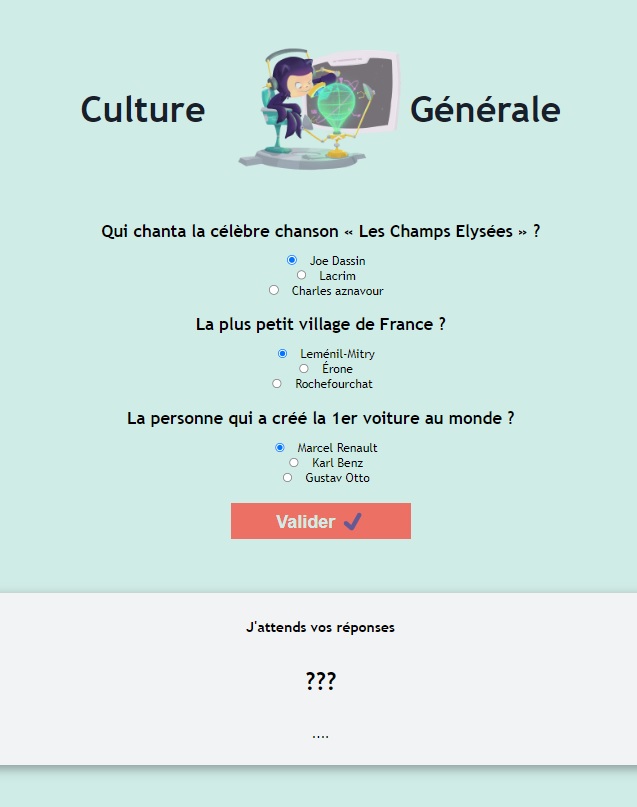 Culture Générale
Qui chanta la célèbre chanson « Les Champs Elysées » ?
Joe Dassin
Lacrim
Charles aznavour
La plus petit village de France ?
Leménil-Mitry
Érone
Rochefourchat
La personne qui a créé la 1er voiture au monde ?
Marcel Renault
Karl Benz
Gustav Otto
Valider
J'attends vos réponses
???
....